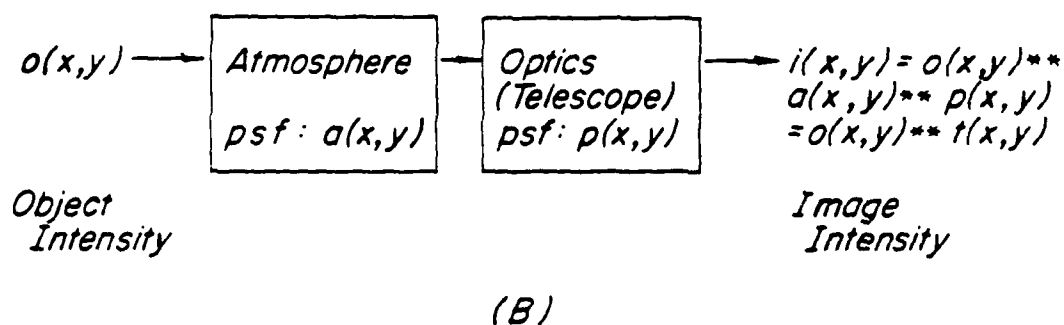 o(x,y)
Atmosphere
psf: a(x,y)
Optics
(Telescope)
psf: p(x,y)
i(x,y) = o(x,y)**
a(x,y)** p(x,y)
=o(x,y)** t(x,y)
Object
Intensity
Image
Intensity
(B)